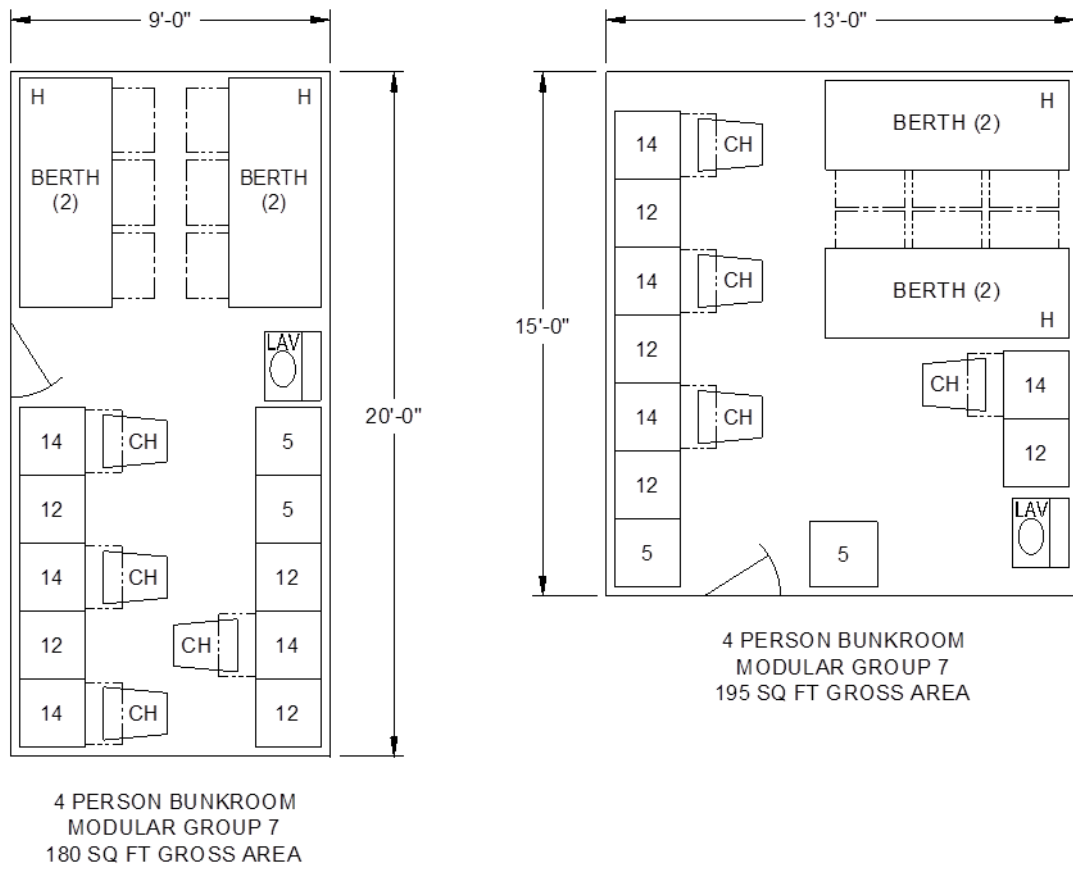 9'-0"
H
H
BERTH
(2)
BERTH
(2)
LAV
20'-0"
14
CH
5
12
5
14
CH
12
12
CH
14
14
CH
12
4 PERSON BUNKROOM
MODULAR GROUP 7
180 SQ FT GROSS AREA
13'-0"
H
BERTH (2)
14
CH
12
14
CH
BERTH (2)
H
15'-0"
12
CH
14
14
CH
12
12
LAV
5
5
4 PERSON BUNKROOM
MODULAR GROUP 7
195 SQ FT GROSS AREA